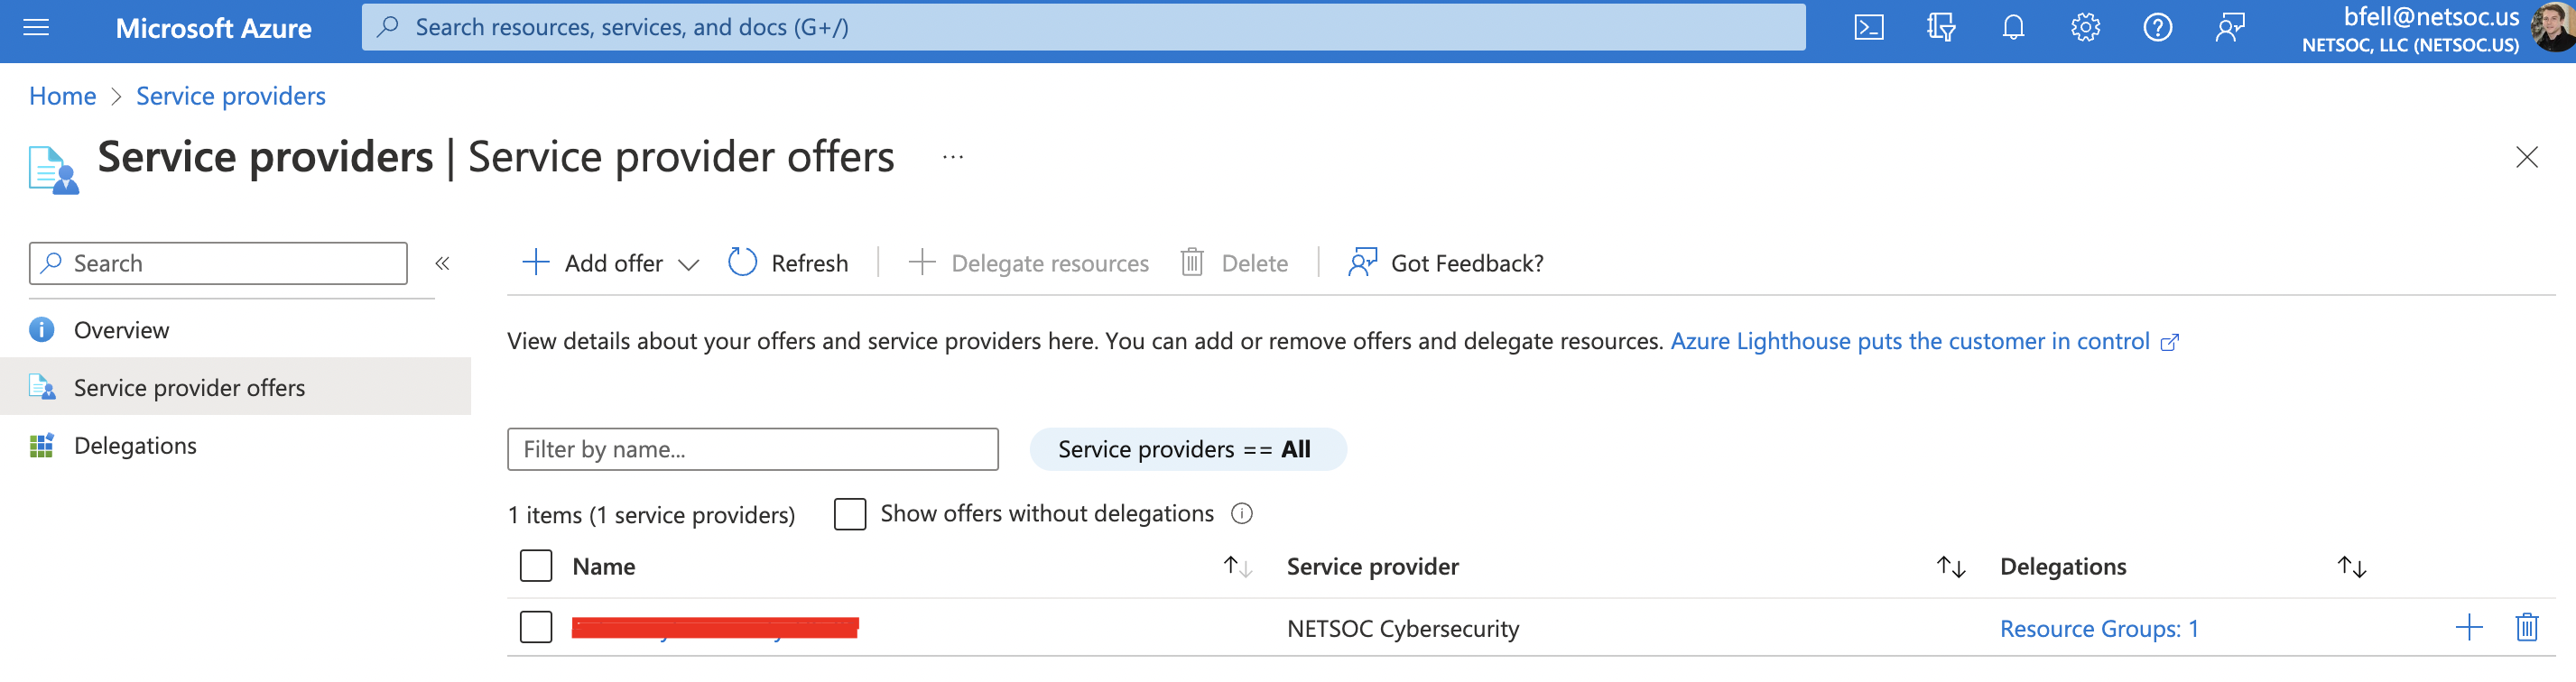 Microsoft Azure
Search resources, services, and docs (G+/)
bfell@netsoc.us
NETSOC, LLC (NETSOC.US)
Home > Service providers
Service providers | Service provider offers ...
Search
Add offer
Refresh
Delegate resources
Delete
Got Feedback?
Overview
Service provider offers
Delegations
View details about your offers and service providers here. You can add or remove offers and delegate resources. Azure Lighthouse puts the customer in control
Filter by name...
Service providers == All
1 items (1 service providers)
Show offers without delegations
Name
Service provider
Delegations
NETSOC Cybersecurity
Resource Groups: 1